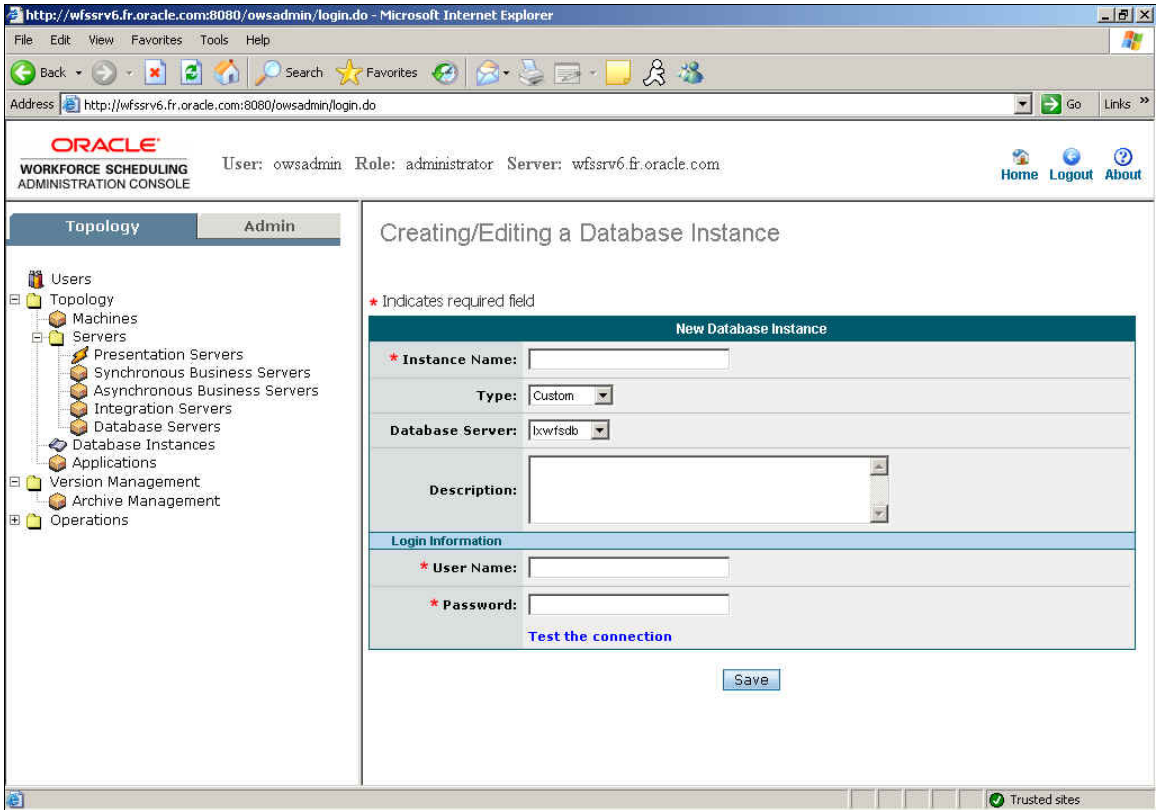 http://wfssrv6.fr.oracle.com:8080/owsadmin/login.do - Microsoft Internet Explorer
File Edit View Favorites Tools Help
Back Search Favorites
Address http://wfssrv6.fr.oracle.com:8080/owsadmin/login.do Go Links »
ORACLE
WORKFORCE SCHEDULING
ADMINISTRATION CONSOLE
User: owsadmin Role: administrator Server: wfssrv6.fr.oracle.com
Home Logout About
Topology Admin
Users
Topology
Machines
Servers
Presentation Servers
Synchronous Business Servers
Asynchronous Business Servers
Integration Servers
Database Servers
Database Instances
Applications
Version Management
Archive Management
Operations
Creating/Editing a Database Instance
* Indicates required field
New Database Instance
* Instance Name:
Type: Custom
Database Server: lxwfsdb
Description:
Login Information
* User Name:
* Password:
Test the connection
Save
Trusted sites